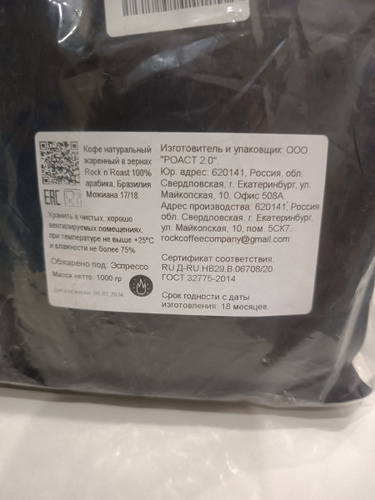 Кофе натуральный
жаренный в зернах
Rock`n`Roast 100%
арабика, Бразилия
Можиана 17/18
EAC
Хранить в чистых, хорошо
вентилируемых помещениях,
при температуре не выше +25°С
и влажности не более 75%
Обжарено под: Эспрессо
Масса нетто: 1000 гр
Изготовитель и упаковщик: ООО
"РОАСТ 2.0".
Юр. адрес: 620141, Россия, обл.
Свердловская, г. Екатеринбург, ул.
Майкопская, 10, Офис 508А.
Адрес производства: 620141, Россия,
обл. Свердловская, г. Екатеринбург,
ул. Майкопская, 10, пом. 5СК7.
rockcoffeecompany@gmail.com
Сертификат соответствия:
RU Д-RU.НВ29.В.06708/20
ГОСТ 32775-2014
Срок годности с даты
изготовления: 18 месяцев.